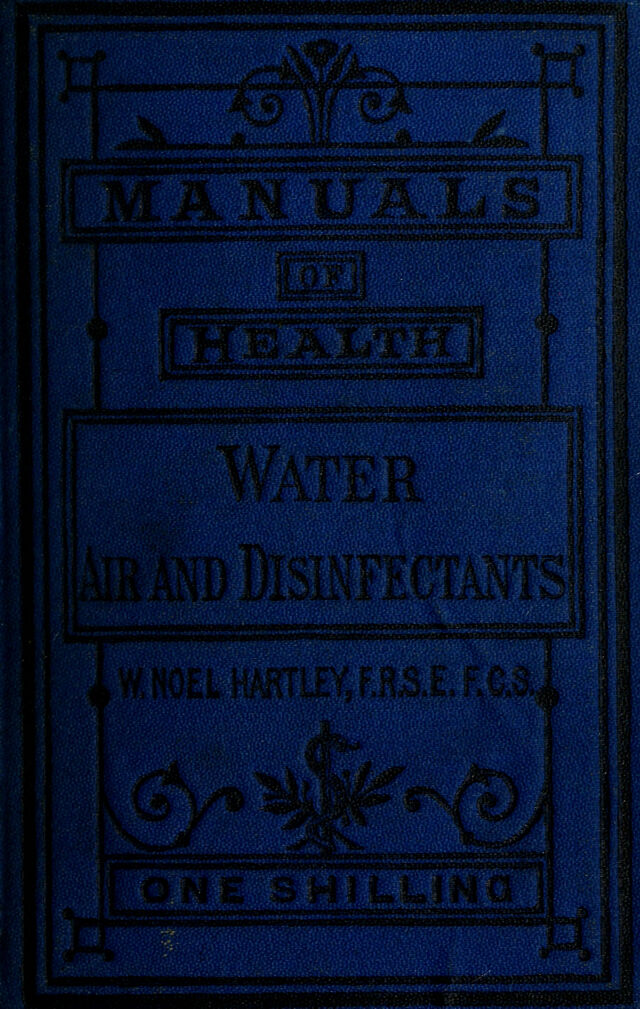 MANUALS
OF
HEALTH
WATER
AIR AND DISINFECTANTS
W. NOEL HARTLEY, F.R.S.E. F.C.S.
ONE SHILLING